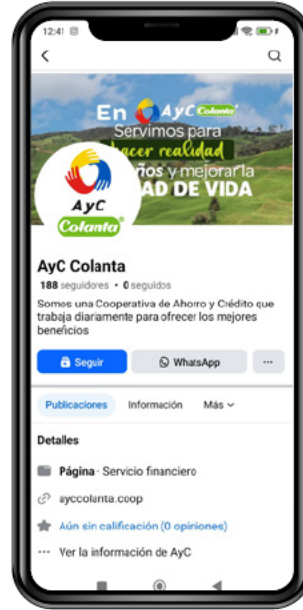 12:41
En AyC Colanta
Servimos para
hacer realidad
ños y mejorar la
AD DE VIDA
AyC
Colanta
AyC Colanta
188 seguidores • 0 seguidos
Somos una Cooperativa de Ahorro y Crédito que
trabaja diariamente para ofrecer los mejores
beneficios
Seguir
WhatsApp
Publicaciones
Información
Más
Detalles
Página · Servicio financiero
ayccolanta.coop
Aún sin calificación (0 opiniones)
Ver la información de AyC